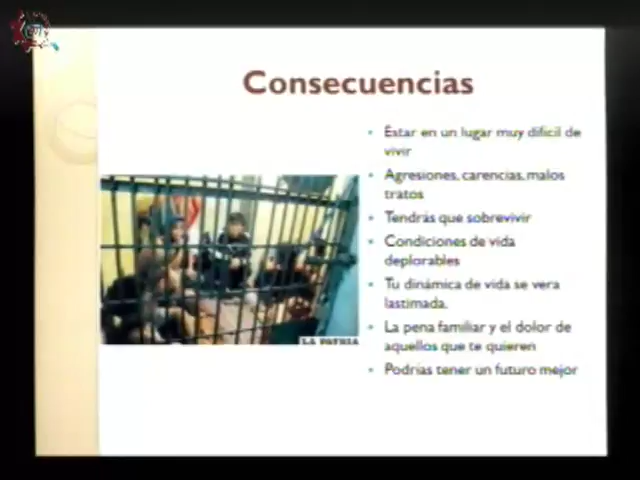 Consecuencias
Estar en un lugar muy dificil de
vivir
Agresiones, carencias, malos
tratos
Tendrás que sobrevivir
Condiciones de vida
deplorables
Tu dinámica de vida se vera
lastimada.
La pena familiar y el dolor de
aquellos que te quieren
Podrías tener un futuro mejor
LA PATRIA